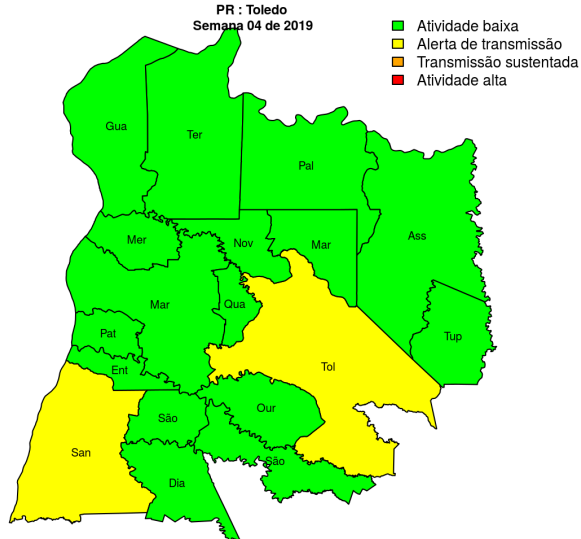 PR : Toledo
Semana 04 de 2019
Atividade baixa
Alerta de transmissão
Transmissão sustentada
Atividade alta
Gua
Ter
Pal
Ass
Mer
Nov
Mar
Mar
Qua
Pat
Tup
Ent
Tol
Our
São
San
São
Dia